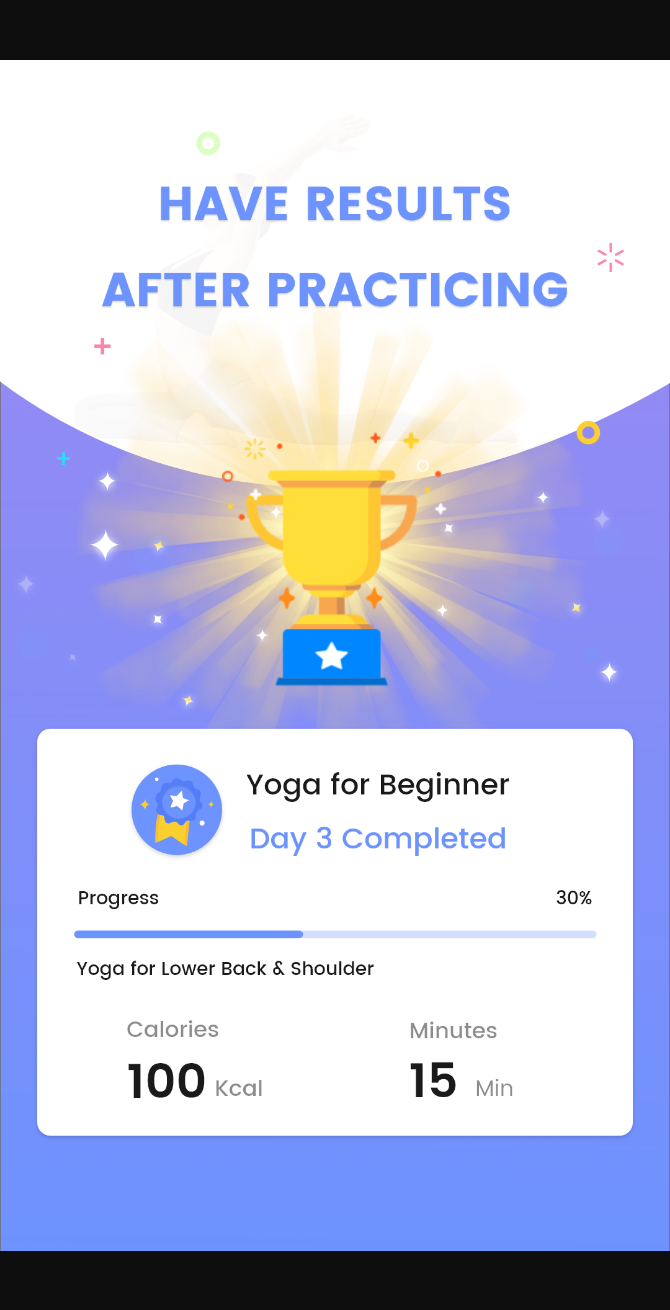 HAVE RESULTS
AFTER PRACTICING
Yoga for Beginner
Day 3 Completed
Progress 30%
Yoga for Lower Back & Shoulder
Calories Minutes
100 Kcal 15 Min